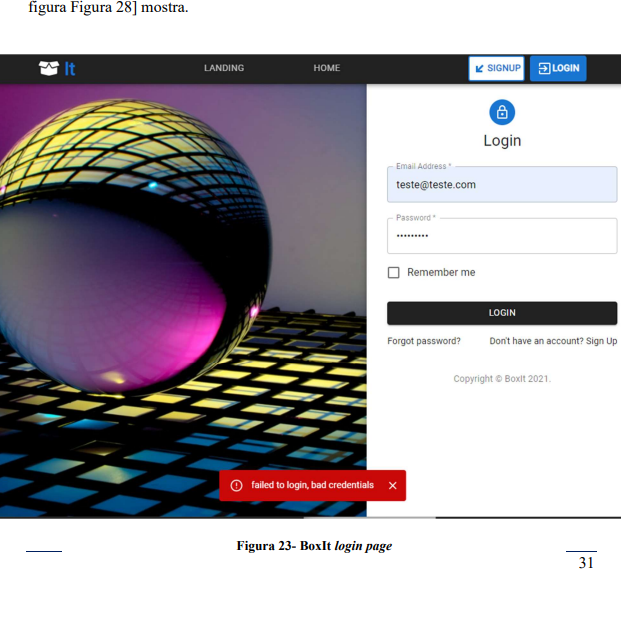 figura Figura 28] mostra.
It
LANDING
HOME
SIGNUP
LOGIN
Login
Email Address *
teste@teste.com
Password *
•••••••••
Remember me
LOGIN
Forgot password?
Don't have an account? Sign Up
Copyright © BoxIt 2021.
failed to login, bad credentials
Figura 23- BoxIt login page
31